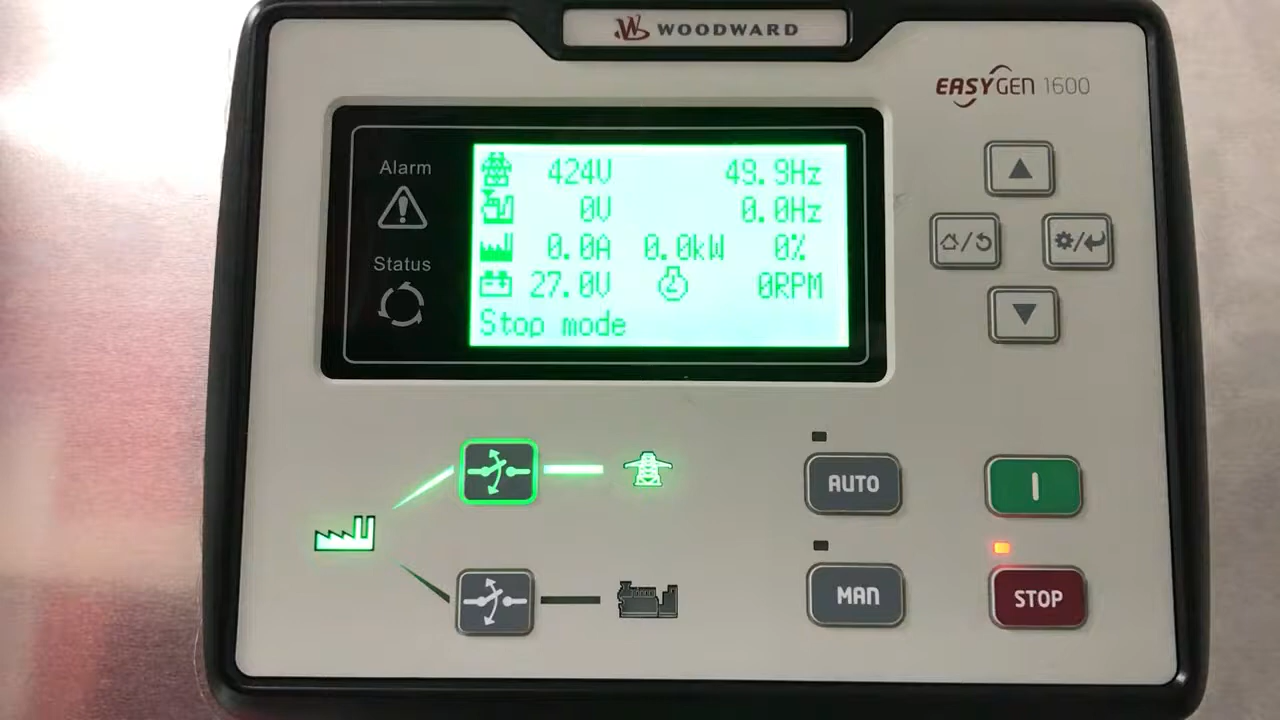 WOODWARD
EASYGEN 1600
Alarm
Status
424V 49.9Hz
0V 0.0Hz
0.0A 0.0kW 0%
27.0V 0RPM
Stop mode
AUTO
I
MAN
STOP